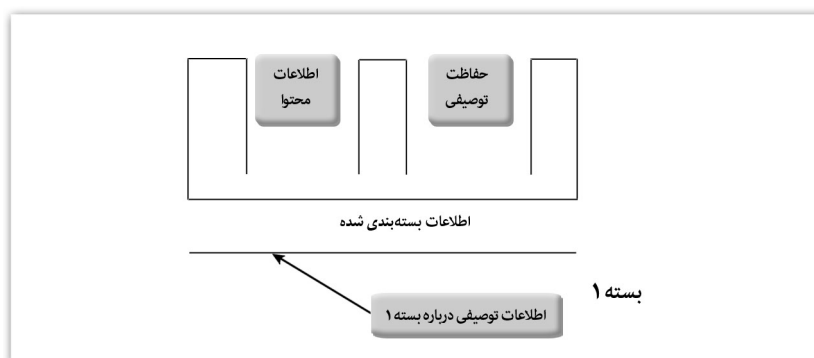 حفاظت
توصیفی
اطلاعات
محتوا
اطلاعات بسته‌بندی شده
بسته ۱
اطلاعات توصیفی درباره بسته ۱